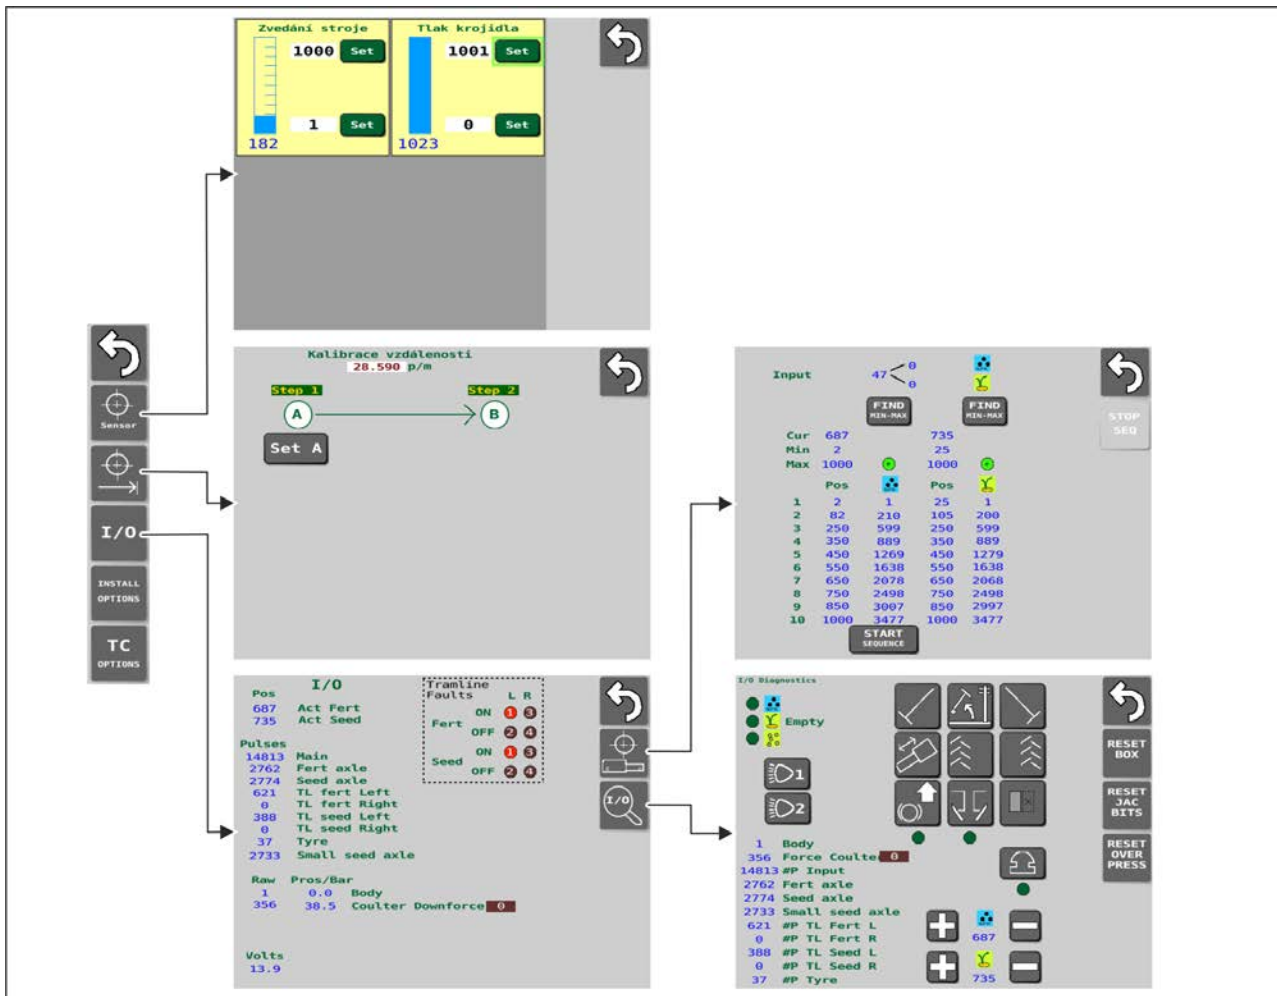 Zvedání stroje
1000 Set
1 Set
182
Tlak krojidla
1001 Set
0 Set
1023
Sensor
I/O
INSTALL
OPTIONS
TC
OPTIONS
Kalibrace vzdálenosti
28.590 p/m
Step 1 Step 2
A B
Set A
Input 47 0
0
FIND
MIN-MAX
FIND
MIN-MAX
STOP
SEQ
Cur 687 735
Min 2 25
Max 1000 1000
Pos Pos
1 2 1 25 1
2 82 210 105 200
3 250 599 250 599
4 350 889 350 889
5 450 1269 450 1279
6 550 1638 550 1638
7 650 2078 650 2068
8 750 2498 750 2498
9 850 3007 850 2997
10 1000 3477 1000 3477
START
SEQUENCE
I/O
Pos
687 Act Fert
735 Act Seed
Tramline
Faults L R
Fert ON 1 3
OFF 2 4
Seed ON 1 3
OFF 2 4
Pulses
14813 Main
2762 Fert axle
2774 Seed axle
621 TL fert Left
0 TL fert Right
388 TL seed Left
0 TL seed Right
37 Tyre
2733 Small seed axle
Raw Pros/Bar
1 0.0 Body
356 38.5 Coulter Downforce 0
Volts
13.9
I/O
I/O Diagnostics
Empty
1
2
RESET
BOX
RESET
JAC
BITS
RESET
OVER
PRESS
1 Body
356 Force Coulte 0
14813 #P Input
2762 Fert axle
2774 Seed axle
2733 Small seed axle
621 #P TL Fert L
0 #P TL Fert R
388 #P TL Seed L
0 #P TL Seed R
37 #P Tyre
687
735